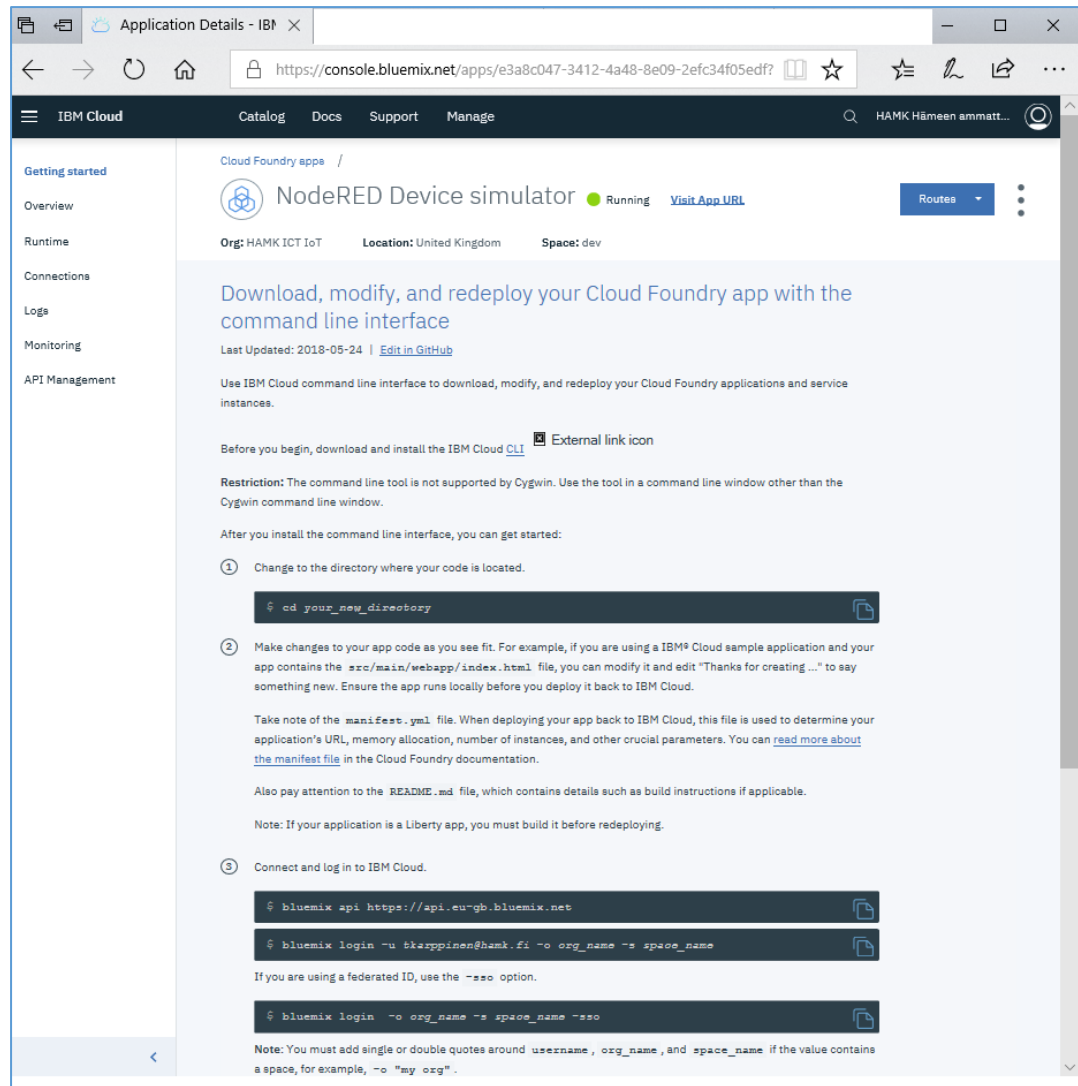 Application Details - IBM
https://console.bluemix.net/apps/e3a8c047-3412-4a48-8e09-2efc34f05edf?
IBM Cloud
Catalog Docs Support Manage
HAMK Hämeen ammatt...
Getting started
Overview
Runtime
Connections
Logs
Monitoring
API Management
Cloud Foundry apps /
NodeRED Device simulator Running Visit App URL
Routes
Org: HAMK ICT IoT Location: United Kingdom Space: dev
Download, modify, and redeploy your Cloud Foundry app with the
command line interface
Last Updated: 2018-05-24 | Edit in GitHub
Use IBM Cloud command line interface to download, modify, and redeploy your Cloud Foundry applications and service
instances.
Before you begin, download and install the IBM Cloud CLI External link icon
Restriction: The command line tool is not supported by Cygwin. Use the tool in a command line window other than the
Cygwin command line window.
After you install the command line interface, you can get started:
1 Change to the directory where your code is located.
$ cd your_new_directory
2 Make changes to your app code as you see fit. For example, if you are using a IBM® Cloud sample application and your
app contains the src/main/webapp/index.html file, you can modify it and edit "Thanks for creating ..." to say
something new. Ensure the app runs locally before you deploy it back to IBM Cloud.
Take note of the manifest.yml file. When deploying your app back to IBM Cloud, this file is used to determine your
application's URL, memory allocation, number of instances, and other crucial parameters. You can read more about
the manifest file in the Cloud Foundry documentation.
Also pay attention to the README.md file, which contains details such as build instructions if applicable.
Note: If your application is a Liberty app, you must build it before redeploying.
3 Connect and log in to IBM Cloud.
$ bluemix api https://api.eu-gb.bluemix.net
$ bluemix login -u tkarppinen@hamk.fi -o org_name -s space_name
If you are using a federated ID, use the -sso option.
$ bluemix login -o org_name -s space_name -sso
Note: You must add single or double quotes around username, org_name, and space_name if the value contains
a space, for example, -o "my org".